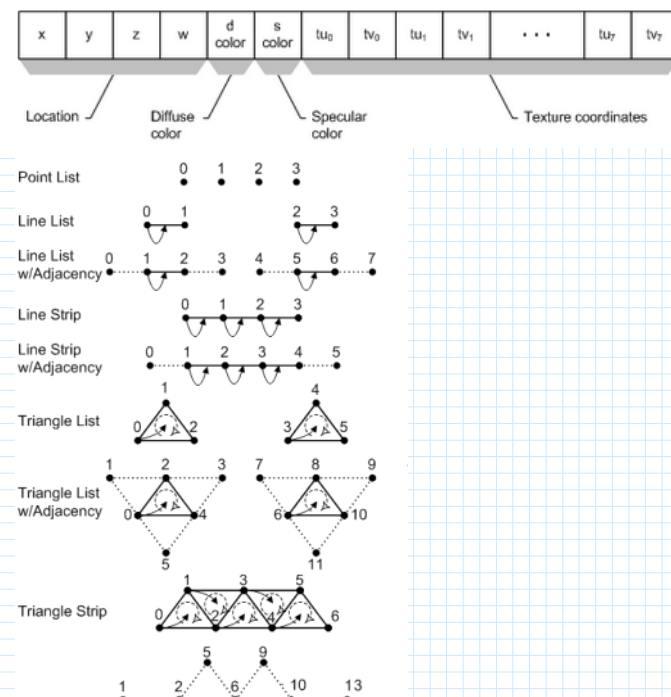 x y z w d color s color tu₀ tv₀ tu₁ tv₁ • • • tu₇ tv₇
Location Diffuse color Specular color Texture coordinates
Point List 0 1 2 3
Line List 0 1 2 3
Line List w/Adjacency 0 1 2 3 4 5 6 7
Line Strip 0 1 2 3
Line Strip w/Adjacency 0 1 2 3 4 5
1 4
Triangle List 0 2 3 5
1 2 3 7 8 9
Triangle List w/Adjacency 0 4 6 10
5 11
1 3 5
Triangle Strip 0 2 4 6
5 9
1 2 6 10 13